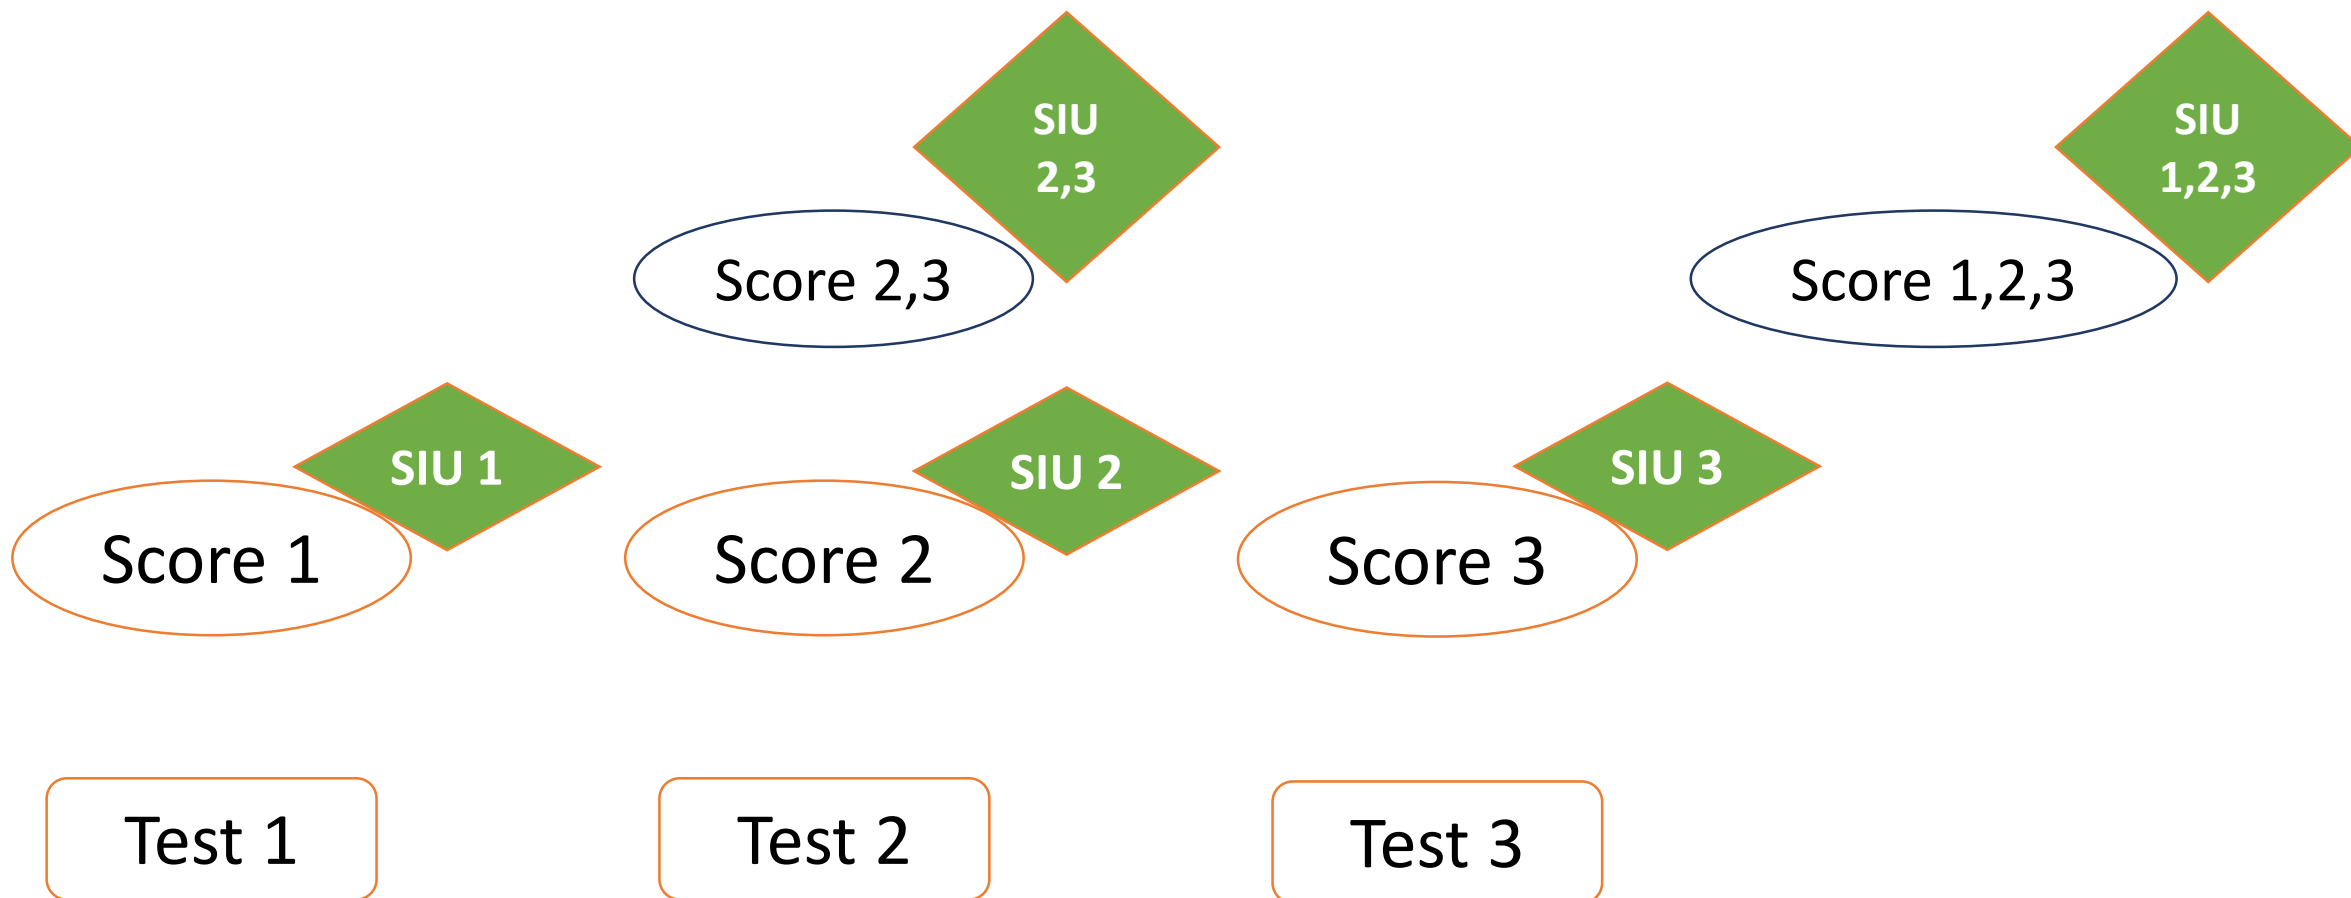 SIU
2,3
SIU
1,2,3
Score 2,3
Score 1,2,3
SIU 1
SIU 2
SIU 3
Score 1
Score 2
Score 3
Test 1
Test 2
Test 3